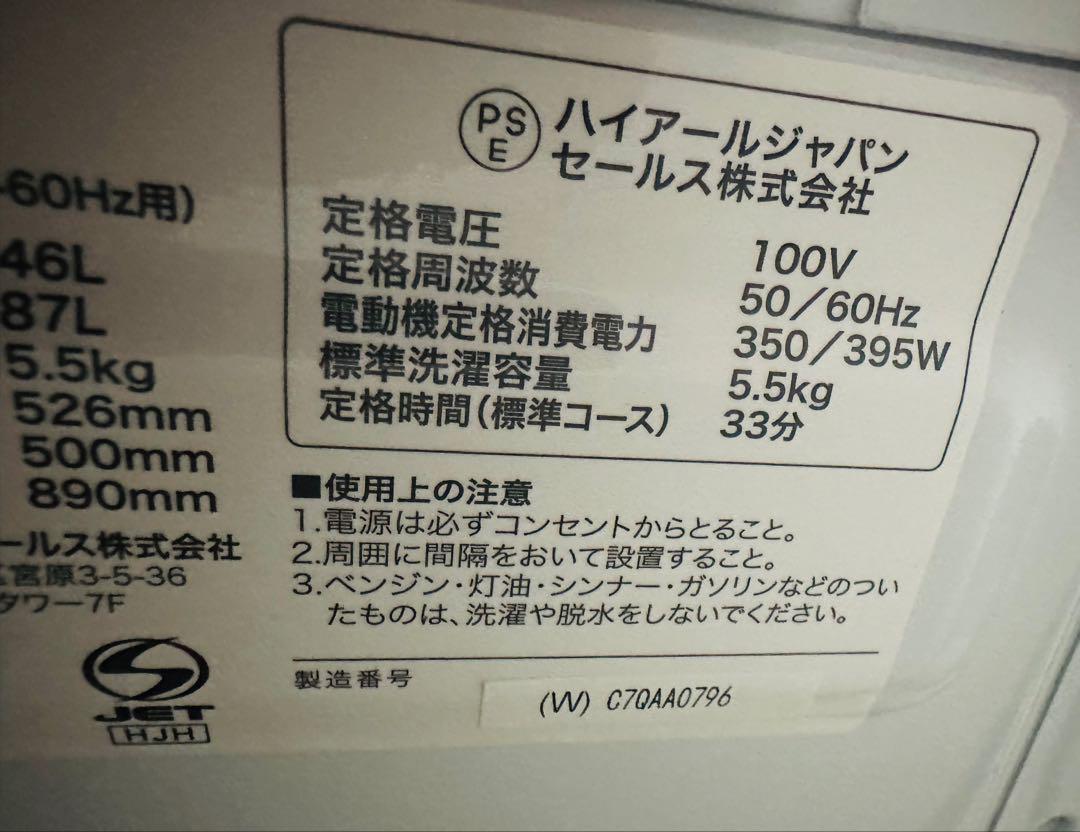 -60Hz用)
46L
87L
5.5kg
526mm
500mm
890mm
ールス株式会社
宮原3-5-36
タワー7F
JET
HJH
PS
E
ハイアールジャパン
セールス株式会社
定格電圧 100V
定格周波数 50／60Hz
電動機定格消費電力 350／395W
標準洗濯容量 5.5kg
定格時間(標準コース) 33分
■使用上の注意
1.電源は必ずコンセントからとること。
2.周囲に間隔をおいて設置すること。
3.ベンジン・灯油・シンナー・ガソリンなどのつい
たものは、洗濯や脱水をしないでください。
製造番号 (W) C7QAA0796